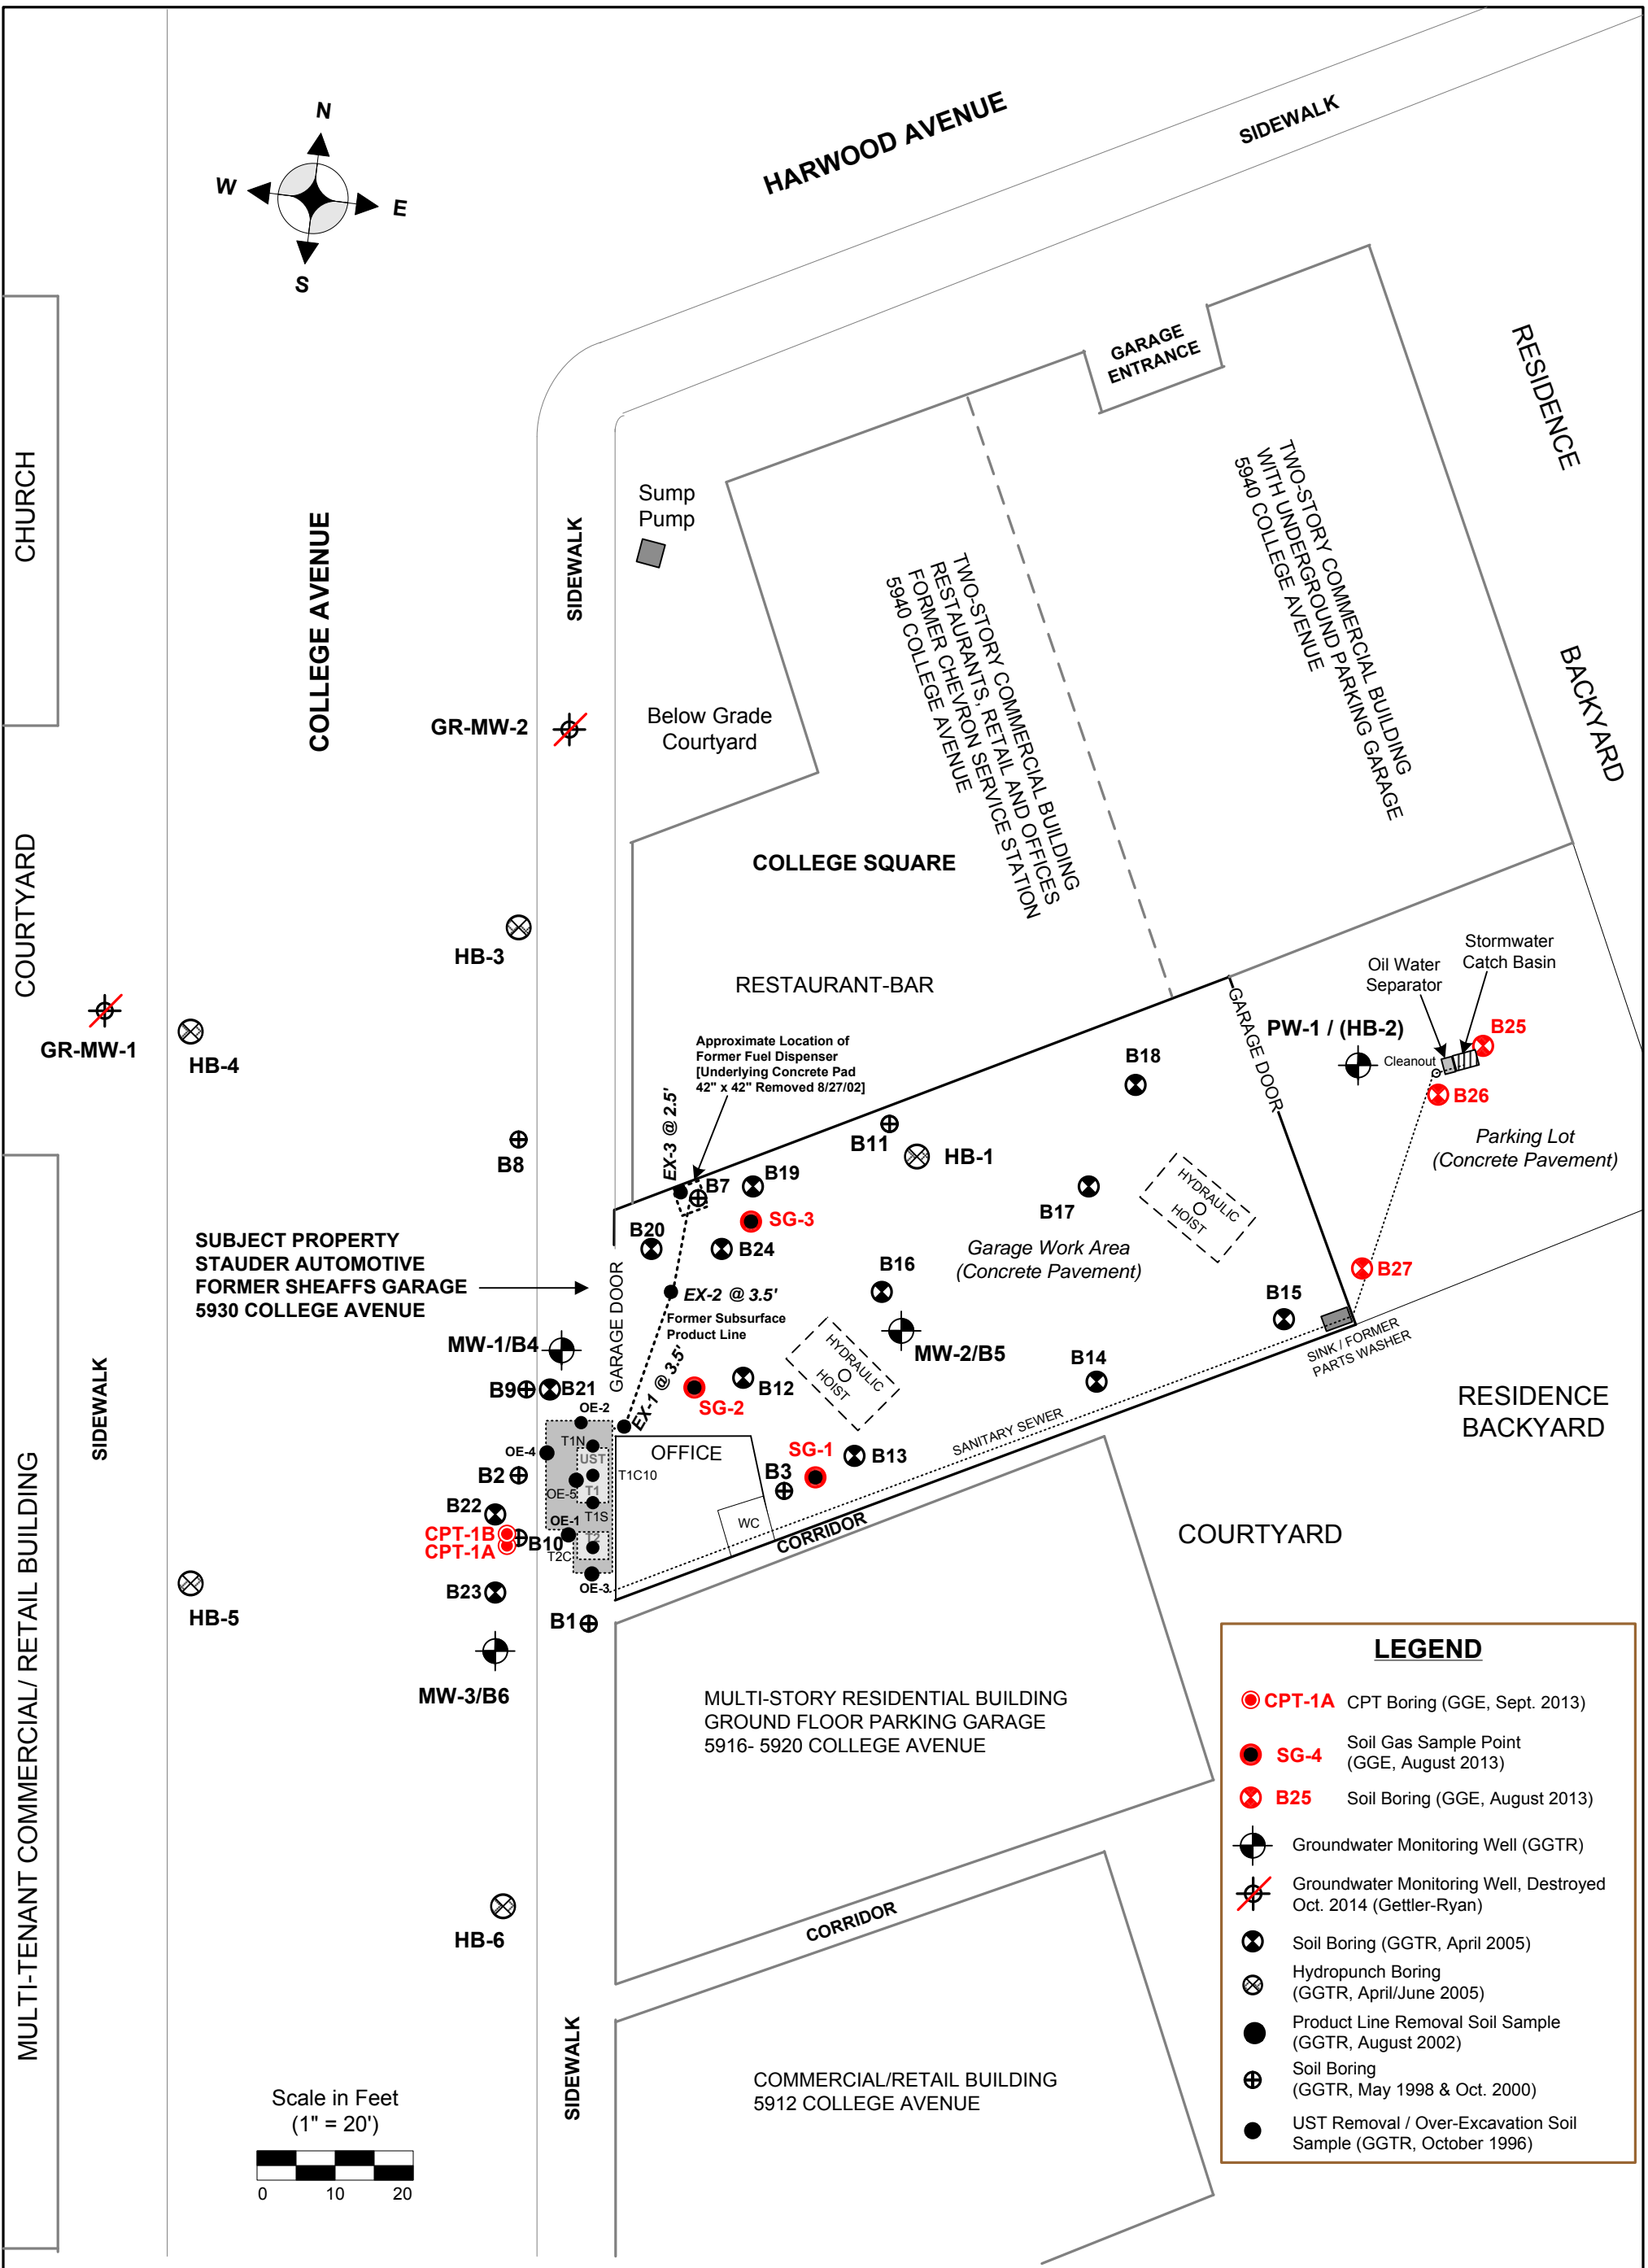 N
W
E
S
HARWOOD AVENUE
SIDEWALK
GARAGE
ENTRANCE
RESIDENCE
BACKYARD
CHURCH
COLLEGE AVENUE
SIDEWALK
Sump
Pump
TWO-STORY COMMERCIAL BUILDING
WITH UNDERGROUND PARKING GARAGE
5940 COLLEGE AVENUE
TWO-STORY COMMERCIAL BUILDING
RESTAURANTS, RETAIL AND OFFICES
FORMER CHEVRON SERVICE STATION
5940 COLLEGE AVENUE
GR-MW-2
Below Grade
Courtyard
COURTYARD
COLLEGE SQUARE
HB-3
RESTAURANT-BAR
GR-MW-1
HB-4
Oil Water
Separator
Stormwater
Catch Basin
PW-1 / (HB-2)
Cleanout
B25
B26
Parking Lot
(Concrete Pavement)
GARAGE DOOR
B18
Approximate Location of
Former Fuel Dispenser
[Underlying Concrete Pad
42" x 42" Removed 8/27/02]
EX-3 @ 2.5'
B11
HB-1
B8
B7
B19
SG-3
B17
HYDRAULIC
HOIST
B20
B24
Garage Work Area
(Concrete Pavement)
SUBJECT PROPERTY
STAUDER AUTOMOTIVE
FORMER SHEAFFS GARAGE
5930 COLLEGE AVENUE
B27
B16
EX-2 @ 3.5'
Former Subsurface
Product Line
B15
GARAGE DOOR
MW-1/B4
HYDRAULIC
HOIST
MW-2/B5
SINK / FORMER
PARTS WASHER
B14
B9
B21
B12
SG-2
EX-1 @ 3.5'
SIDEWALK
RESIDENCE
BACKYARD
OE-2
T1N
OE-4
UST
OFFICE
SANITARY SEWER
SG-1
B13
B2
T1C10
B3
OE-5
T1
B22
T1S
WC
OE-1
CPT-1B
CPT-1A
B10
T2
T2C
CORRIDOR
COURTYARD
OE-3
B23
HB-5
B1
MULTI-TENANT COMMERCIAL/ RETAIL BUILDING
MW-3/B6
MULTI-STORY RESIDENTIAL BUILDING
GROUND FLOOR PARKING GARAGE
5916- 5920 COLLEGE AVENUE
HB-6
CORRIDOR
SIDEWALK
COMMERCIAL/RETAIL BUILDING
5912 COLLEGE AVENUE
Scale in Feet
(1" = 20')
0 10 20
LEGEND
CPT-1A CPT Boring (GGE, Sept. 2013)
SG-4 Soil Gas Sample Point
(GGE, August 2013)
B25 Soil Boring (GGE, August 2013)
Groundwater Monitoring Well (GGTR)
Groundwater Monitoring Well, Destroyed
Oct. 2014 (Gettler-Ryan)
Soil Boring (GGTR, April 2005)
Hydropunch Boring
(GGTR, April/June 2005)
Product Line Removal Soil Sample
(GGTR, August 2002)
Soil Boring
(GGTR, May 1998 & Oct. 2000)
UST Removal / Over-Excavation Soil
Sample (GGTR, October 1996)